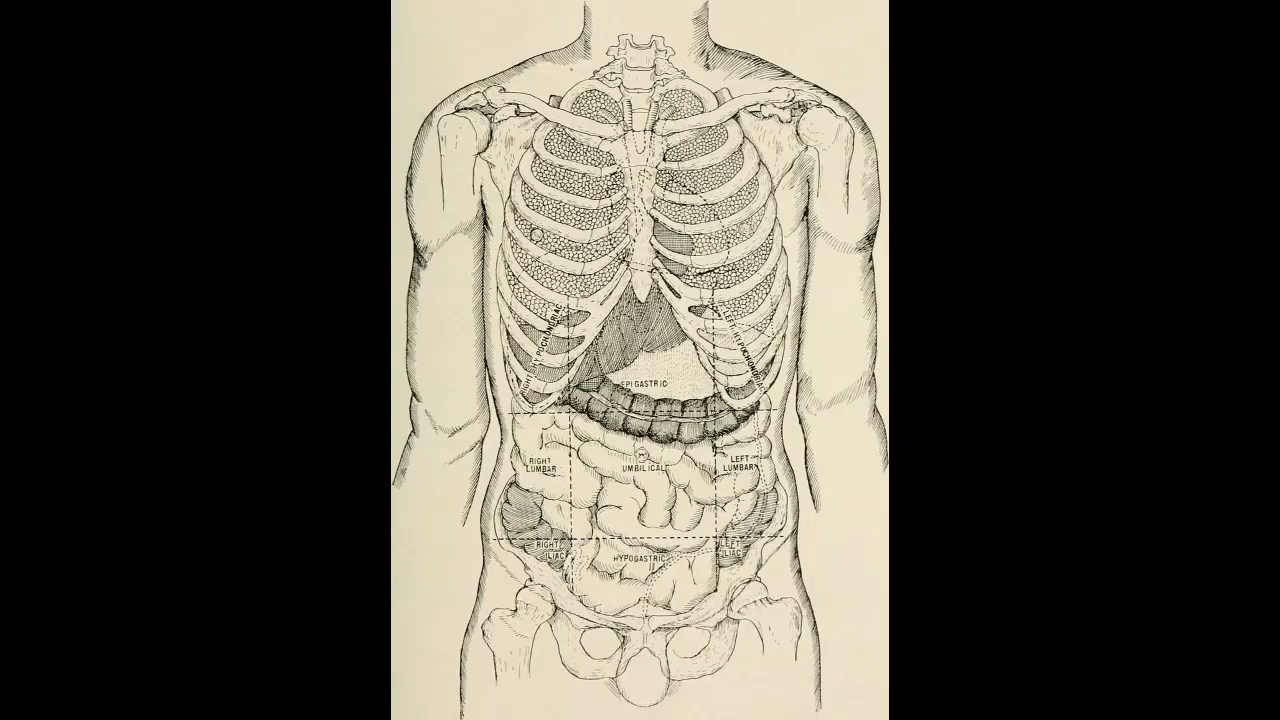 RIGHT HYPOCHONDRIAC
LEFT HYPOCHONDRIAC
EPIGASTRIC
RIGHT
LUMBAR
UMBILICAL
LEFT
LUMBAR
RIGHT
ILIAC
HYPOGASTRIC
LEFT
ILIAC